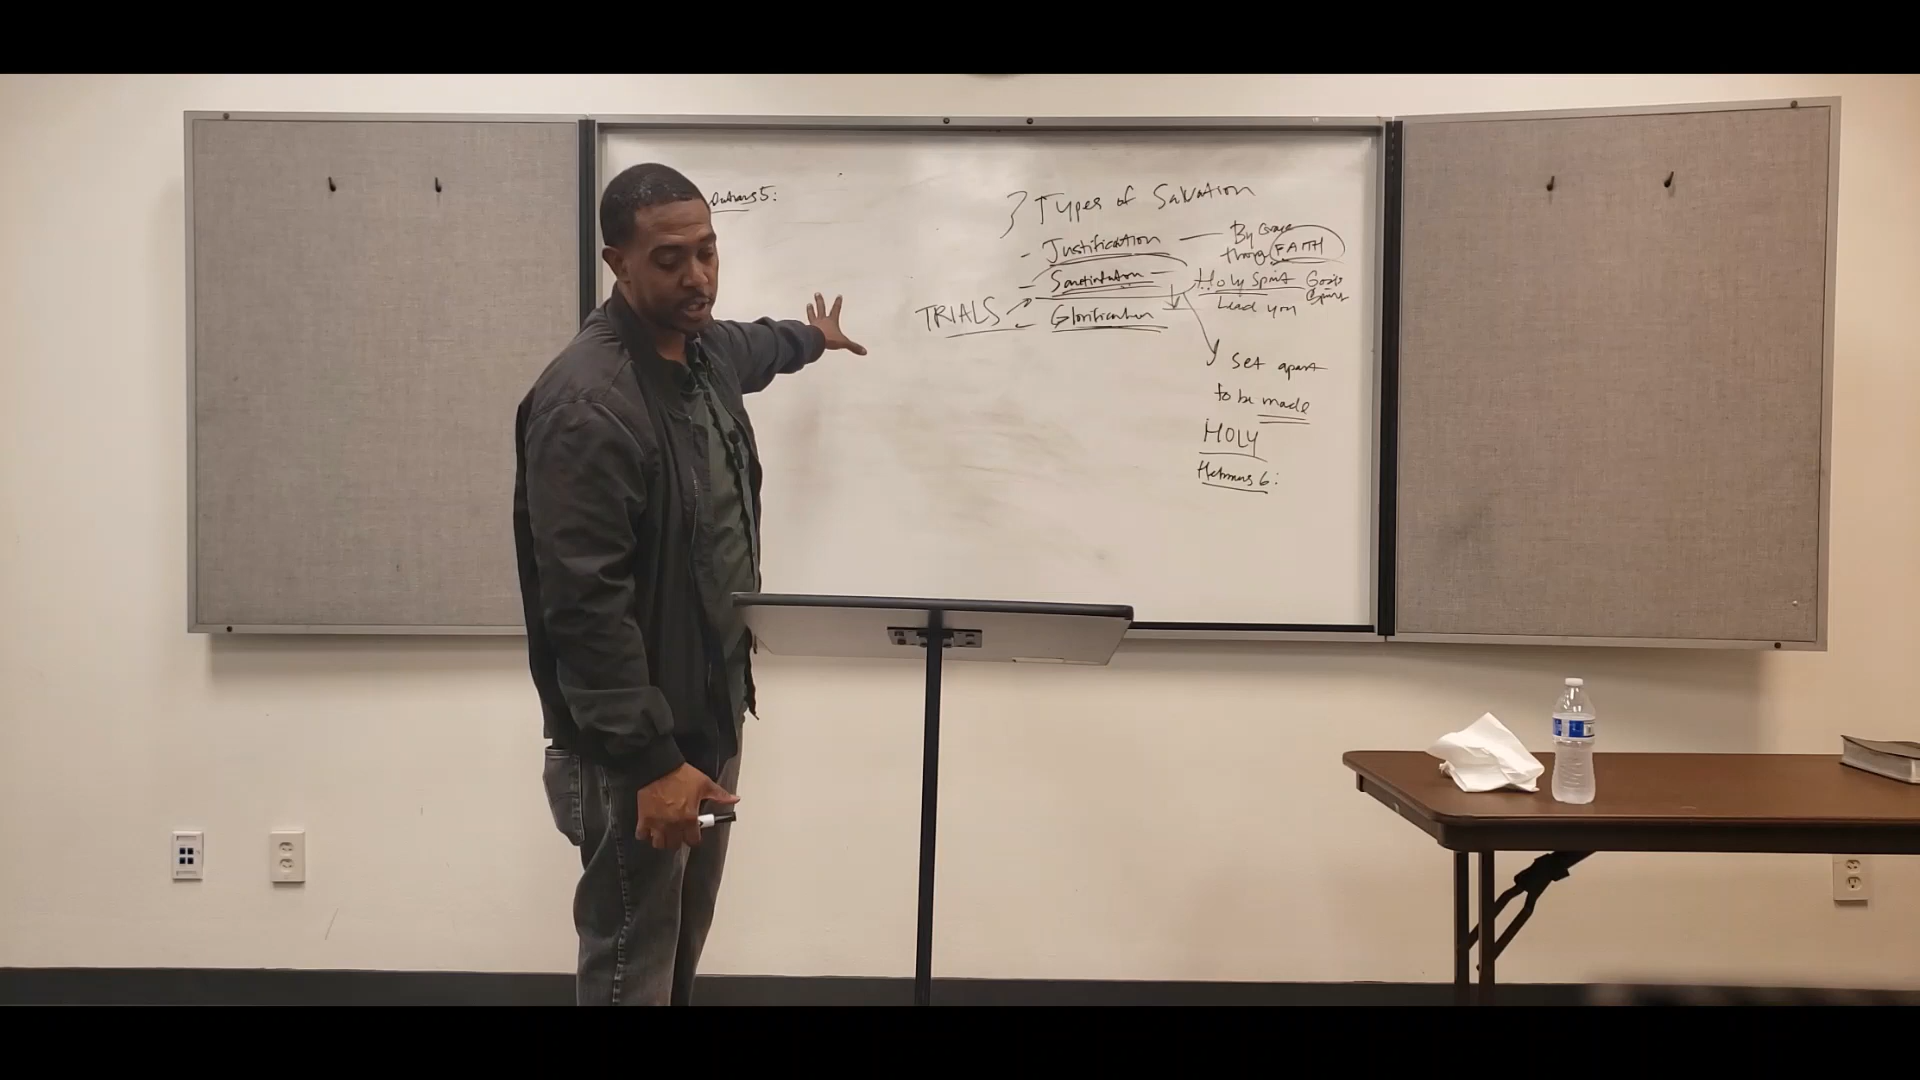 5:
3 Types of Salvation
- Justification — By Grace
through FAITH
- Sanctification — Holy Spirit God's
Lead you
TRIALS
- Glorification
Set apart
to be made
HOLY
Hebrews 6: